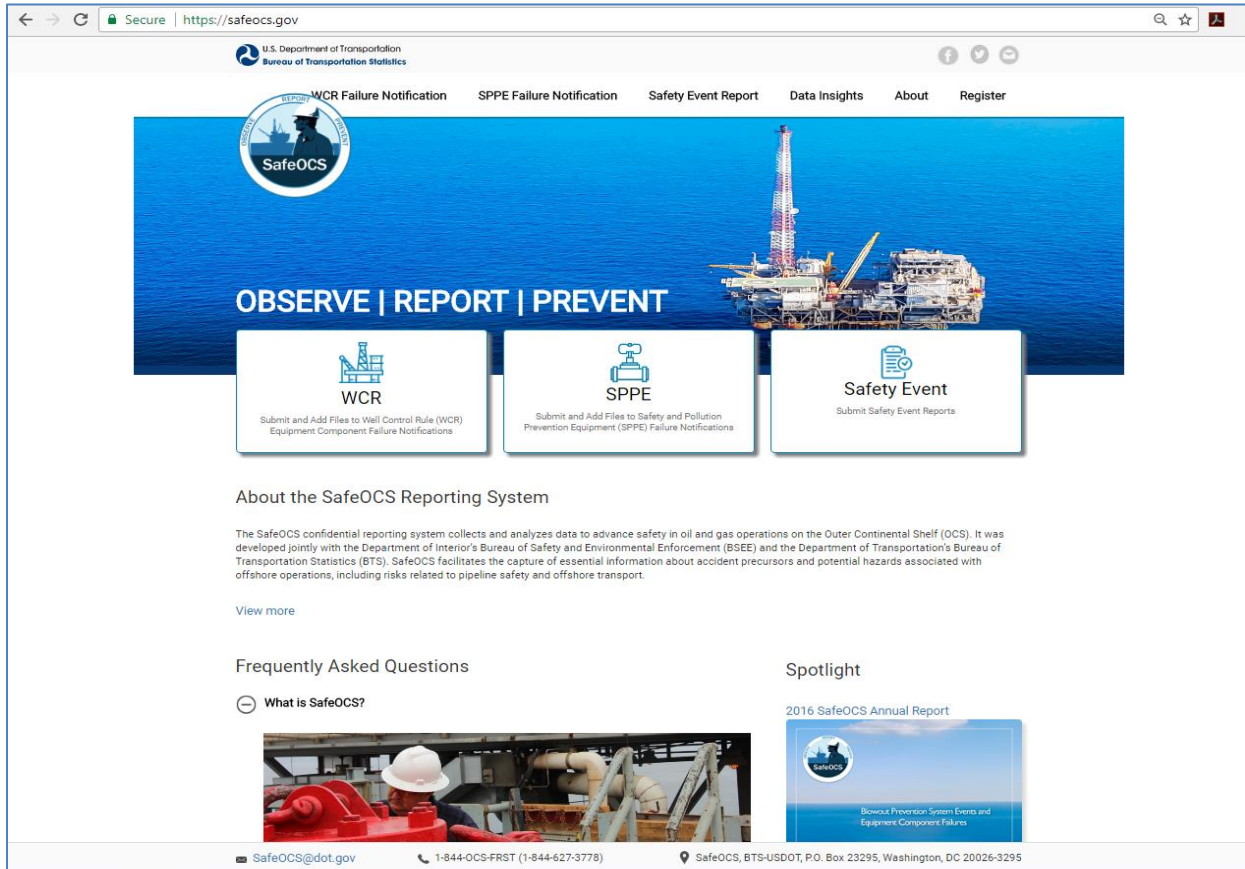 Secure | https://safeocs.gov
U.S. Department of Transportation
Bureau of Transportation Statistics
WCR Failure Notification SPPE Failure Notification Safety Event Report Data Insights About Register
OBSERVE REPORT PREVENT
SafeOCS
OBSERVE | REPORT | PREVENT
WCR
Submit and Add Files to Well Control Rule (WCR)
Equipment Component Failure Notifications
SPPE
Submit and Add Files to Safety and Pollution
Prevention Equipment (SPPE) Failure Notifications
Safety Event
Submit Safety Event Reports
About the SafeOCS Reporting System
The SafeOCS confidential reporting system collects and analyzes data to advance safety in oil and gas operations on the Outer Continental Shelf (OCS). It was
developed jointly with the Department of Interior's Bureau of Safety and Environmental Enforcement (BSEE) and the Department of Transportation's Bureau of
Transportation Statistics (BTS). SafeOCS facilitates the capture of essential information about accident precursors and potential hazards associated with
offshore operations, including risks related to pipeline safety and offshore transport.
View more
Frequently Asked Questions
What is SafeOCS?
Spotlight
2016 SafeOCS Annual Report
SafeOCS
Blowout Prevention System Events and
Equipment Component Failures
SafeOCS@dot.gov 1-844-OCS-FRST (1-844-627-3778) SafeOCS, BTS-USDOT, P.O. Box 23295, Washington, DC 20026-3295